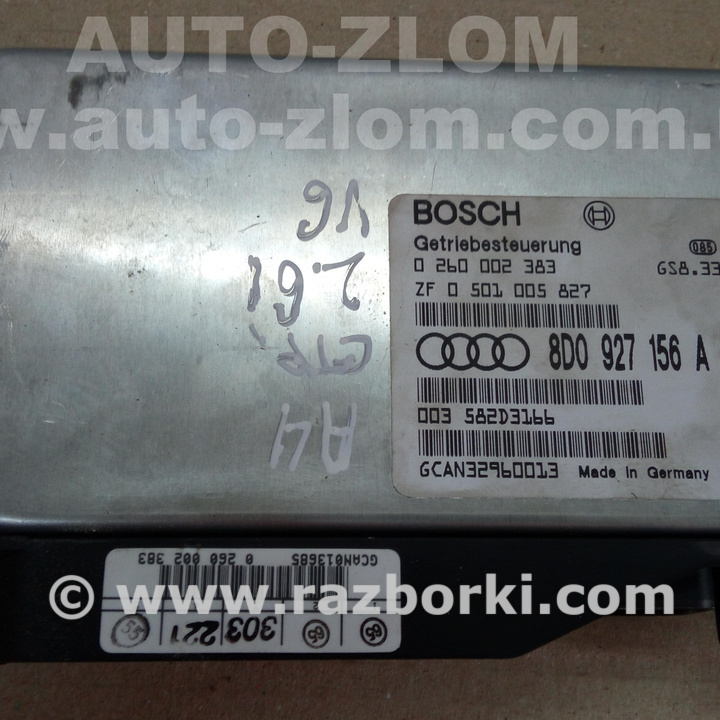 AUTO-ZLOM
w.auto-zlom.com.
V6
2.6i
A4
BOSCH
Getriebesteuerung
085
0 260 002 383
GS8.33
ZF 0 501 005 827
8D0 927 156 A
003 582D3166
GCAN32960013 Made in Germany
0 260 002 383
GCAN013685
303 221
© www.razborki.com